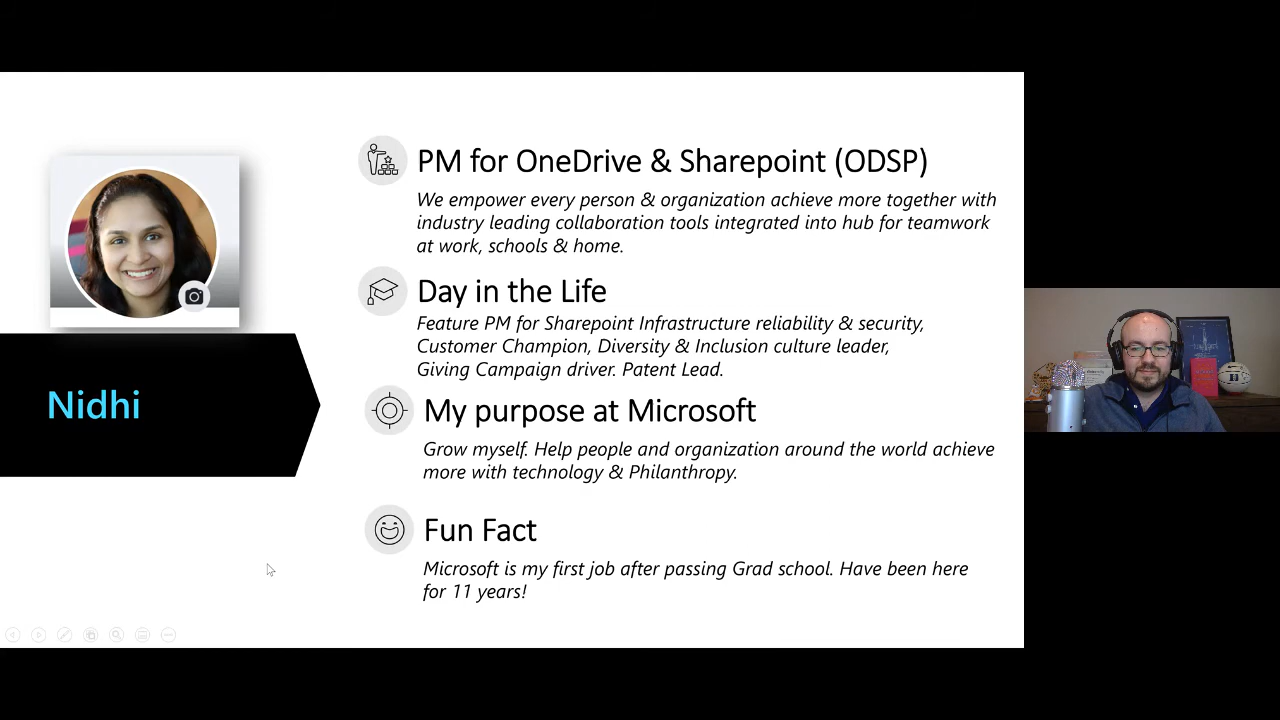 PM for OneDrive & Sharepoint (ODSP)
We empower every person & organization achieve more together with
industry leading collaboration tools integrated into hub for teamwork
at work, schools & home.
Day in the Life
Feature PM for Sharepoint Infrastructure reliability & security,
Customer Champion, Diversity & Inclusion culture leader,
Giving Campaign driver. Patent Lead.
Nidhi
My purpose at Microsoft
Grow myself. Help people and organization around the world achieve
more with technology & Philanthropy.
Fun Fact
Microsoft is my first job after passing Grad school. Have been here
for 11 years!